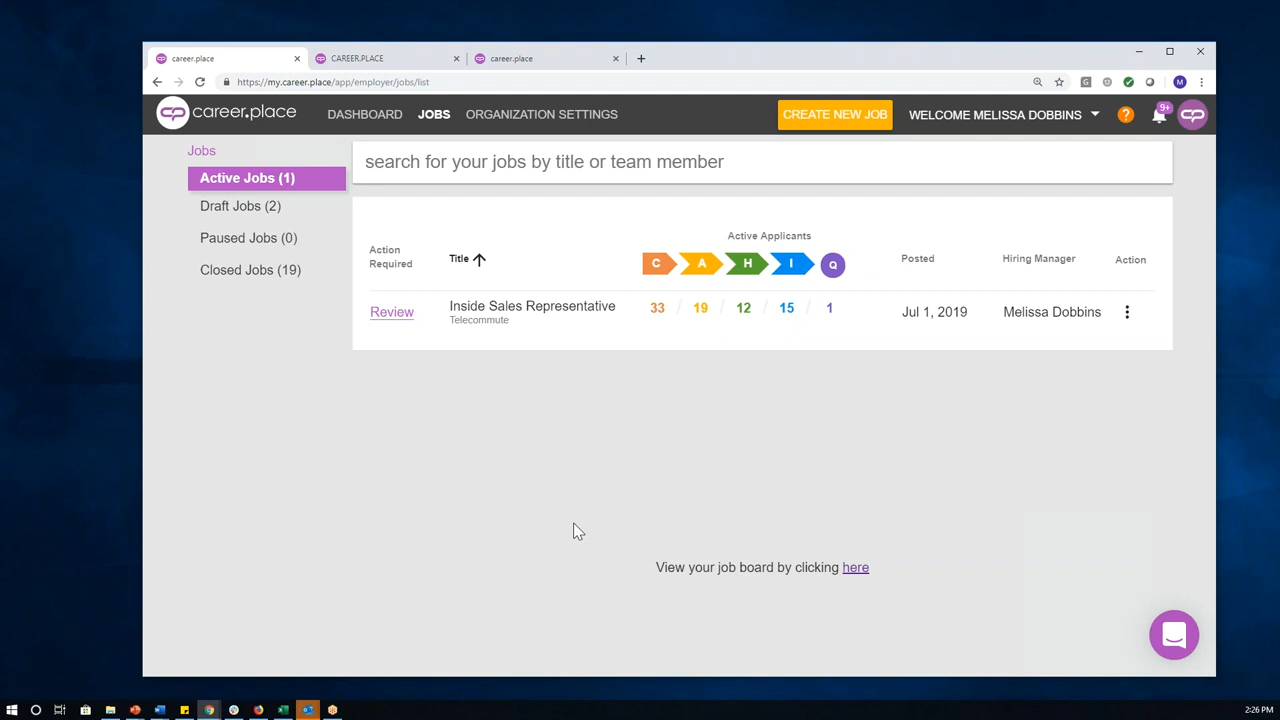 career.place
CAREER.PLACE
career.place
https://my.career.place/app/employer/jobs/list
M
cp career.place
DASHBOARD
JOBS
ORGANIZATION SETTINGS
CREATE NEW JOB
WELCOME MELISSA DOBBINS
?
9+
cp
Jobs
Active Jobs (1)
Draft Jobs (2)
Paused Jobs (0)
Closed Jobs (19)
search for your jobs by title or team member
Active Applicants
Action Required
Title
C A H I Q
Posted
Hiring Manager
Action
Review
Inside Sales Representative
Telecommute
33 / 19 / 12 / 15 / 1
Jul 1, 2019
Melissa Dobbins
View your job board by clicking here
2:26 PM